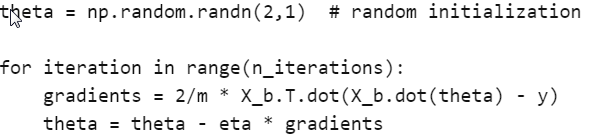 theta = np.random.randn(2,1)  # random initialization
for iteration in range(n_iterations):
    gradients = 2/m * X_b.T.dot(X_b.dot(theta) - y)
    theta = theta - eta * gradients